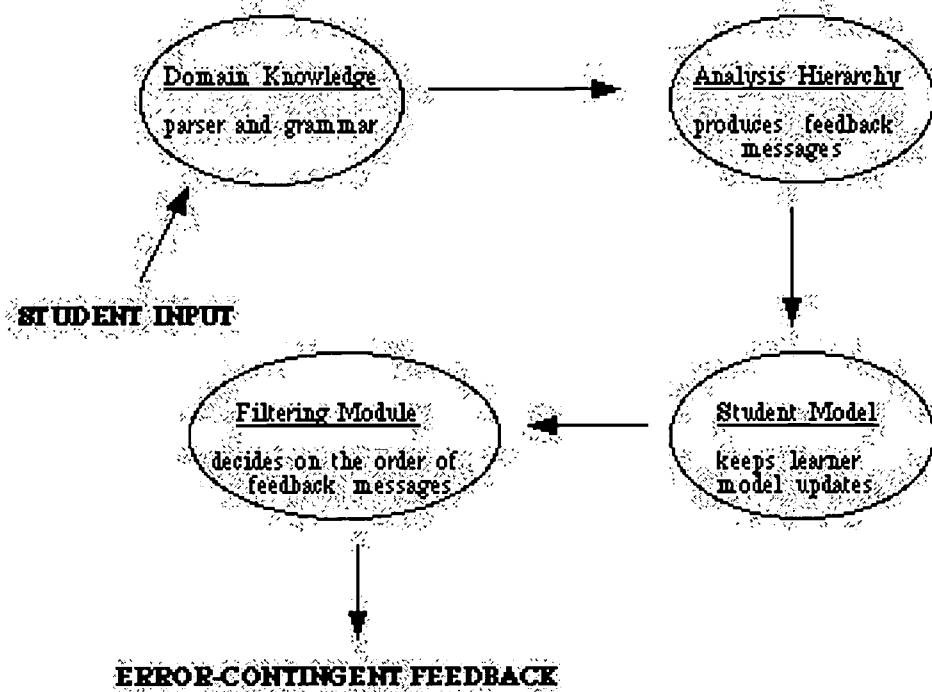 Domain Knowledge
parser and grammar
Analysis Hierarchy
produces feedback
messages
STUDENT INPUT
Filtering Module
decides on the order of
feedback messages
Student Model
keeps learner
model updates
ERROR-CONTINGENT FEEDBACK